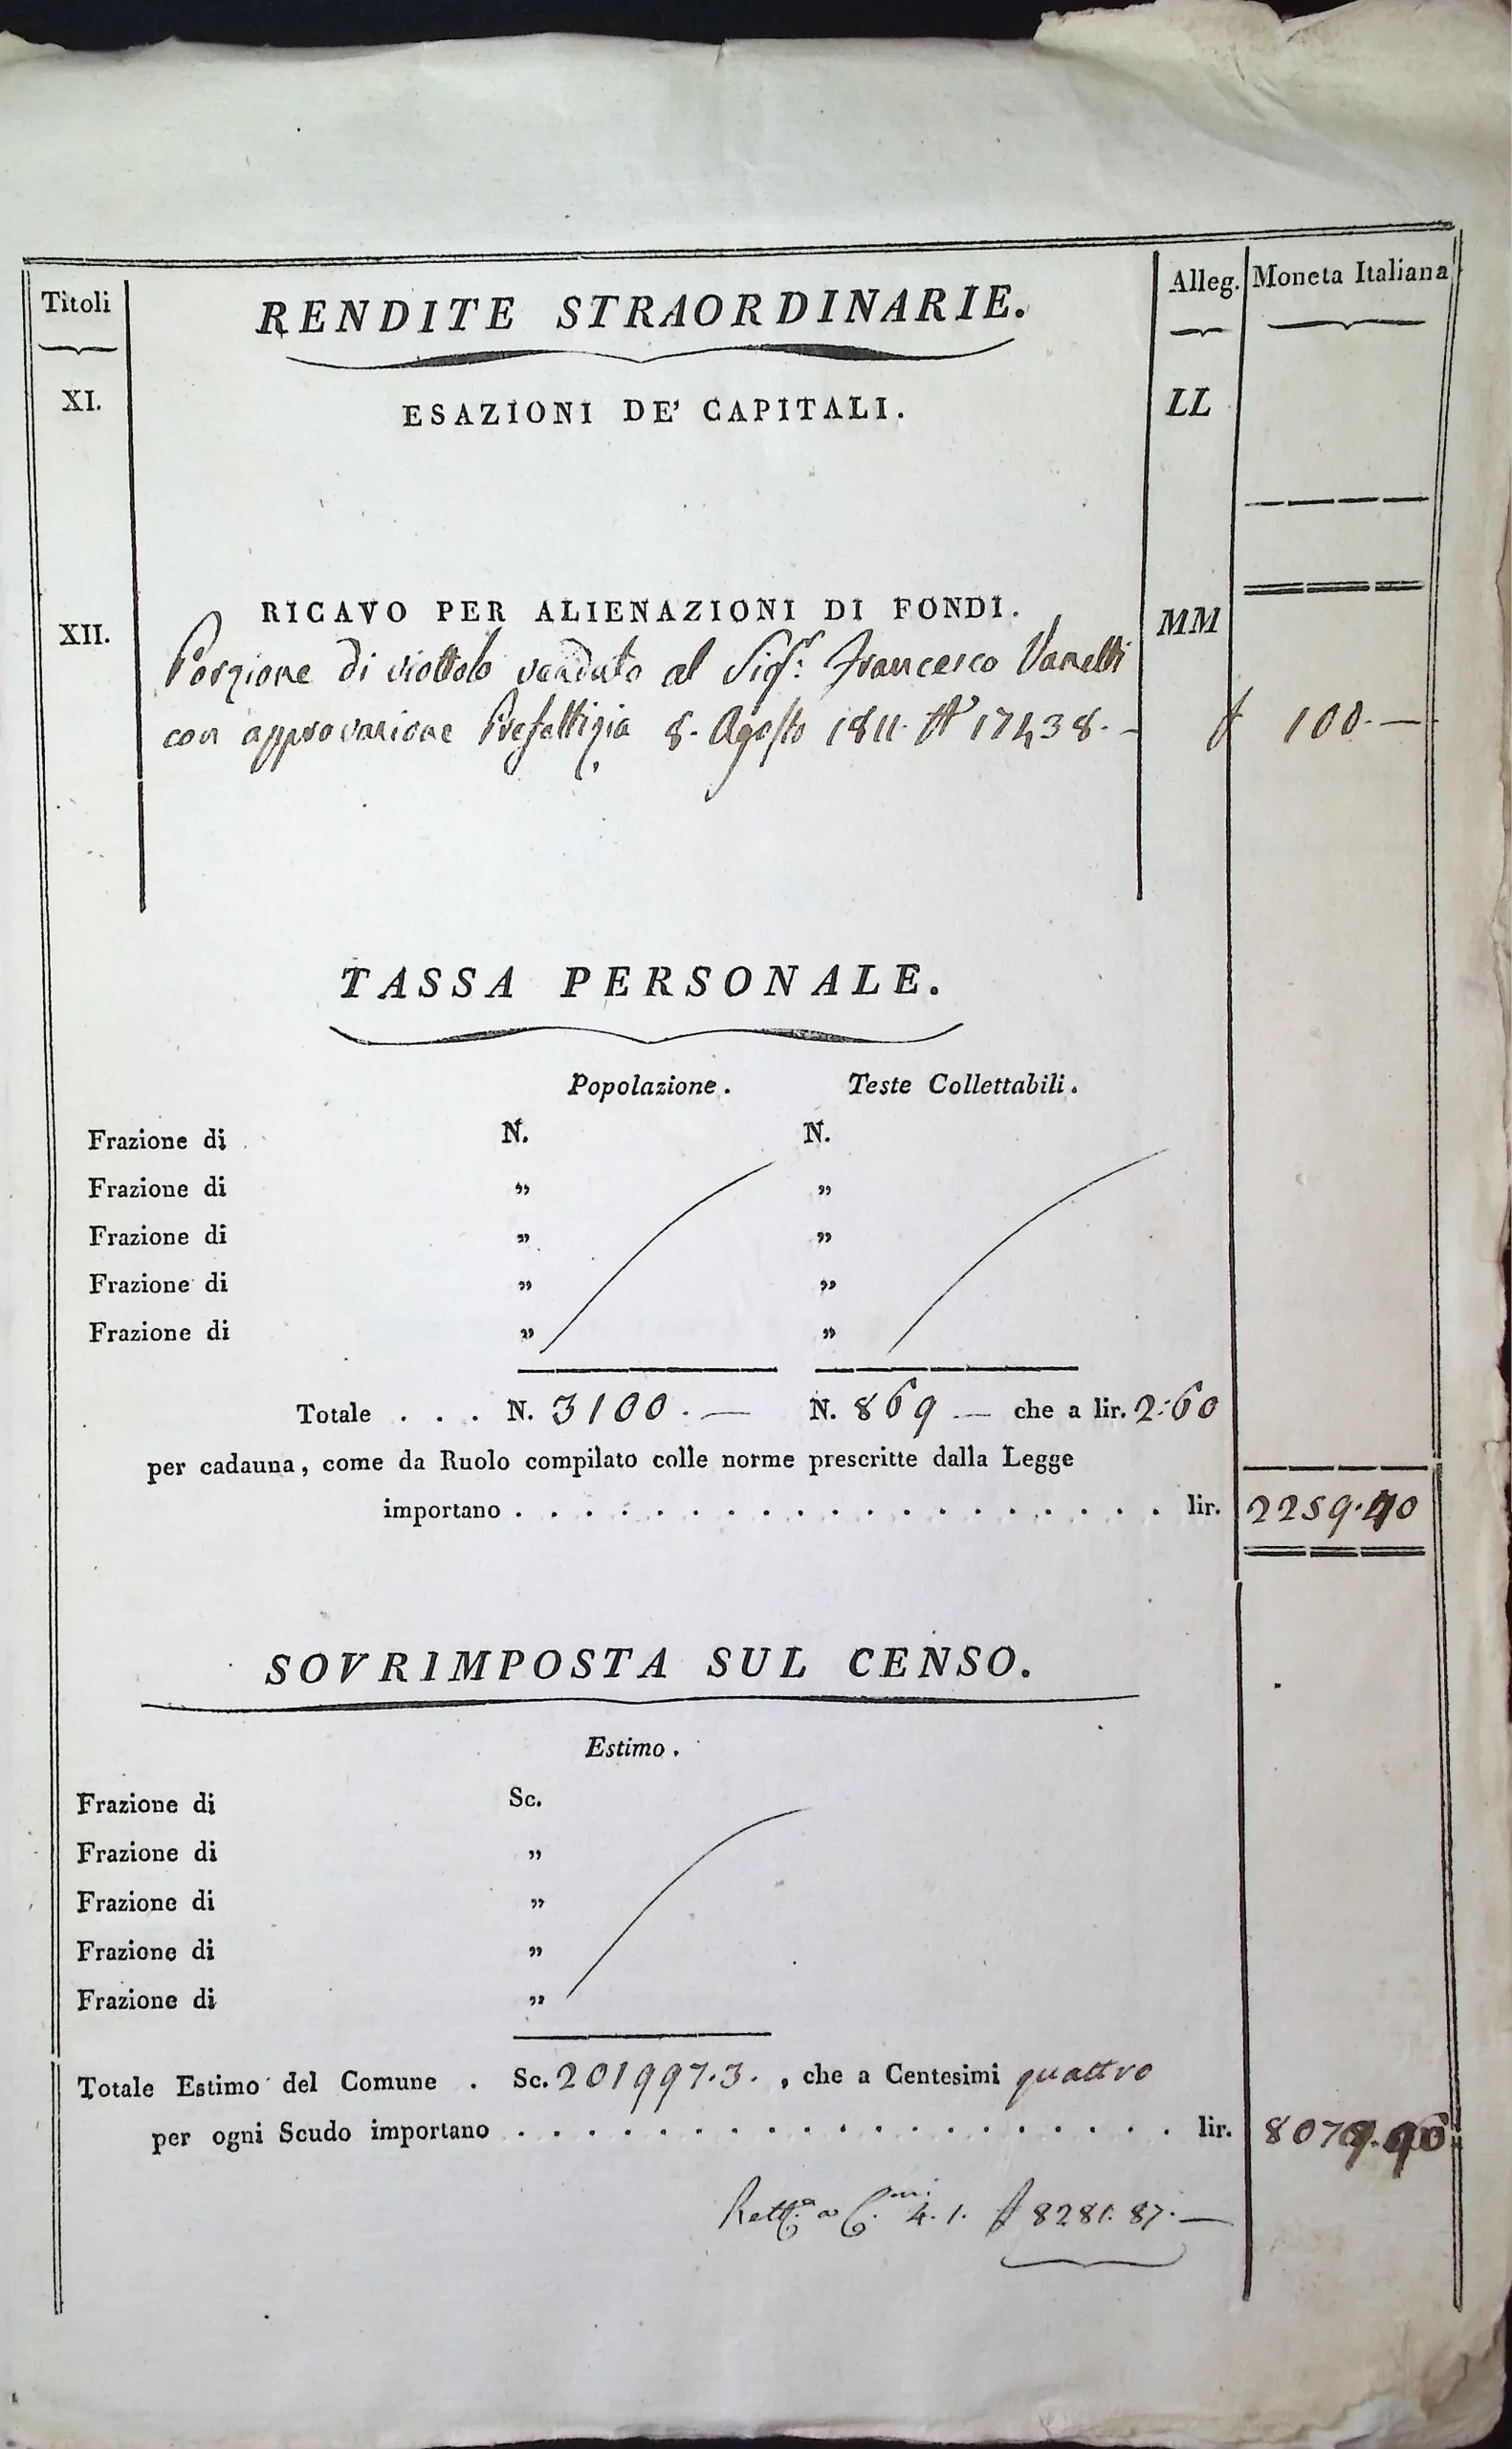 Titoli
RENDITE STRAORDINARIE.
Alleg.
Moneta Italiana
XI.
ESAZIONI DE' CAPITALI.
LL
XII.
RICAVO PER ALIENAZIONI DI FONDI.
MM
Porzione di viottolo venduto al Sigr: Francesco Vanelli
con approvazione Prefettizia 8. Agosto 1811. N° 17438. 100.—
TASSA PERSONALE.
Popolazione. Teste Collettabili.
Frazione di N. N.
Frazione di „ „
Frazione di „ „
Frazione di „ „
Frazione di „ „
Totale . . . N. 3100.— N. 869 — che a lir. 2:60
per cadauna, come da Ruolo compilato colle norme prescritte dalla Legge
importano . . . . . . . . . . . . . . . . . . . lir. 2259.40
SOVRIMPOSTA SUL CENSO.
Estimo.
Frazione di Sc.
Frazione di „
Frazione di „
Frazione di „
Frazione di „
Totale Estimo del Comune . Sc. 201997.3. , che a Centesimi quattro
per ogni Scudo importano . . . . . . . . . . . . . . . . . . . lir. 8079.90
4.1. 8281.87.—